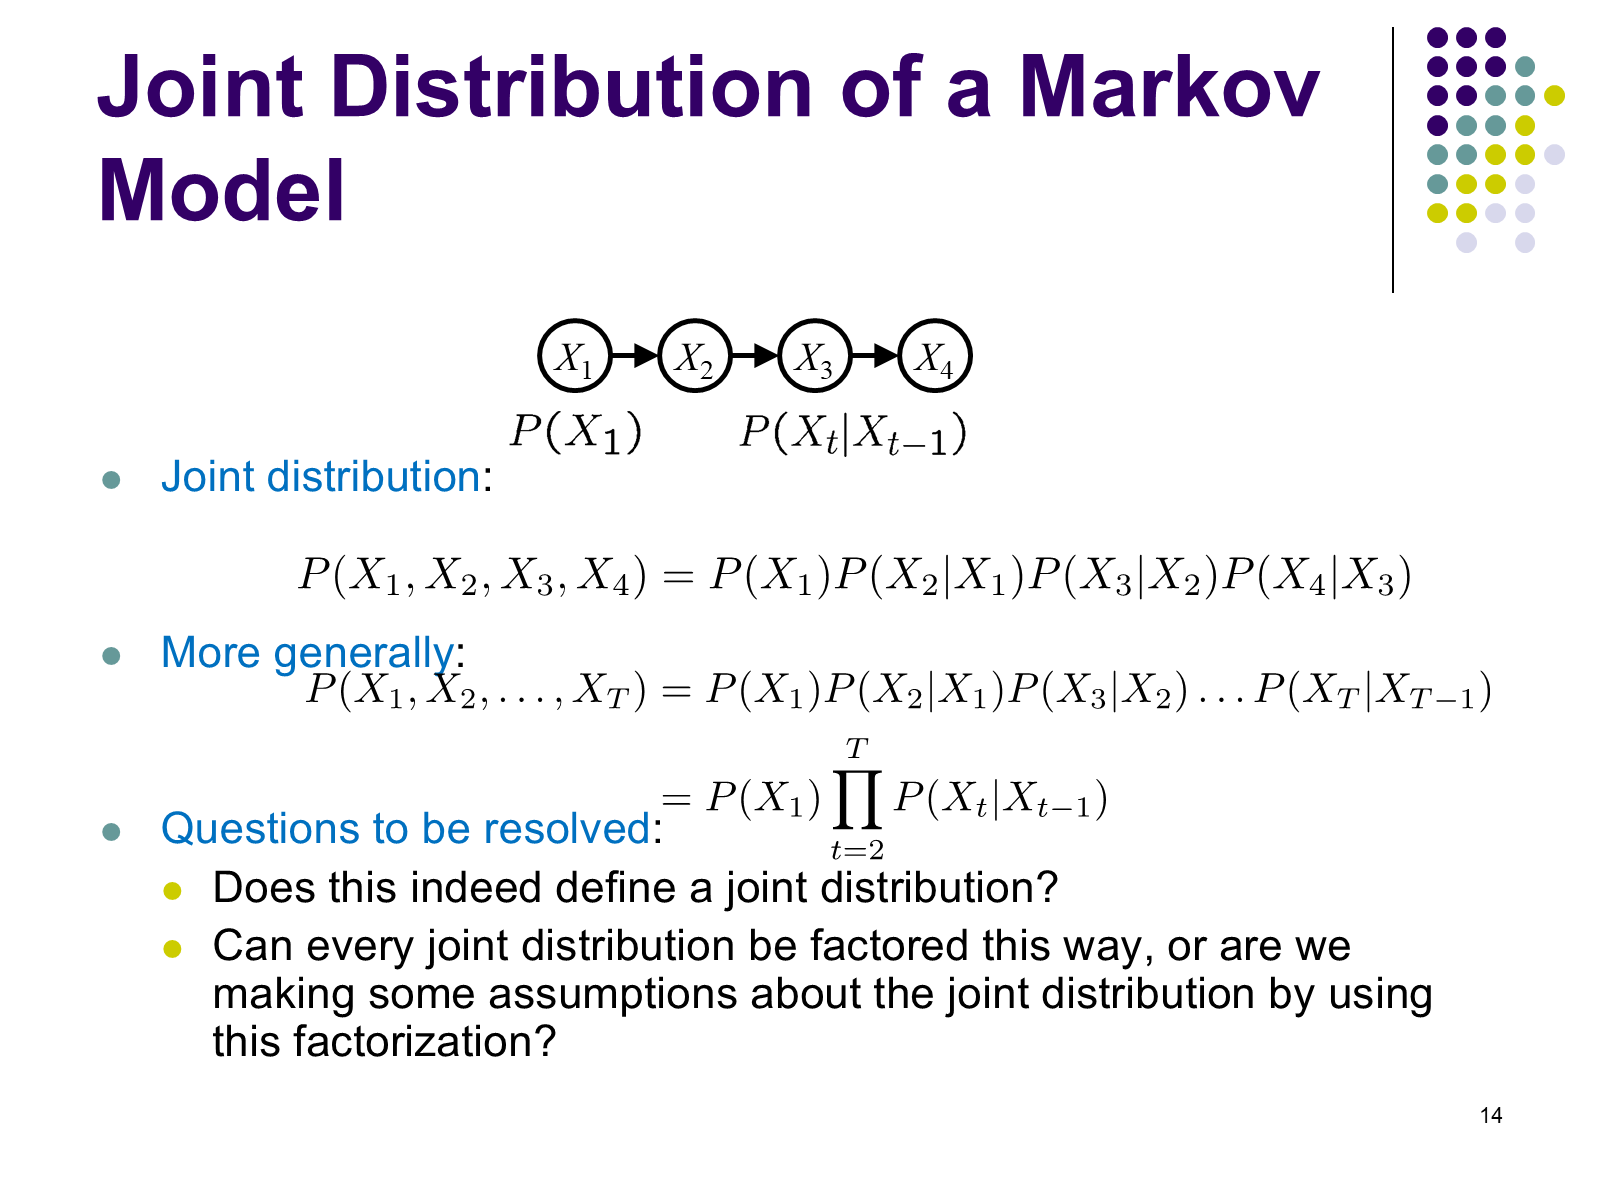 Joint Distribution of a Markov
Model
X₁ X₂ X₃ X₄
P(X₁) P(Xₜ|Xₜ₋₁)
● Joint distribution:
P(X₁, X₂, X₃, X₄) = P(X₁)P(X₂|X₁)P(X₃|X₂)P(X₄|X₃)
● More generally:
P(X₁, X₂, . . . , X_T) = P(X₁)P(X₂|X₁)P(X₃|X₂) . . . P(X_T|X_{T−1})
= P(X₁) ∏_{t=2}^{T} P(Xₜ|Xₜ₋₁)
● Questions to be resolved:
● Does this indeed define a joint distribution?
● Can every joint distribution be factored this way, or are we
making some assumptions about the joint distribution by using
this factorization?
14